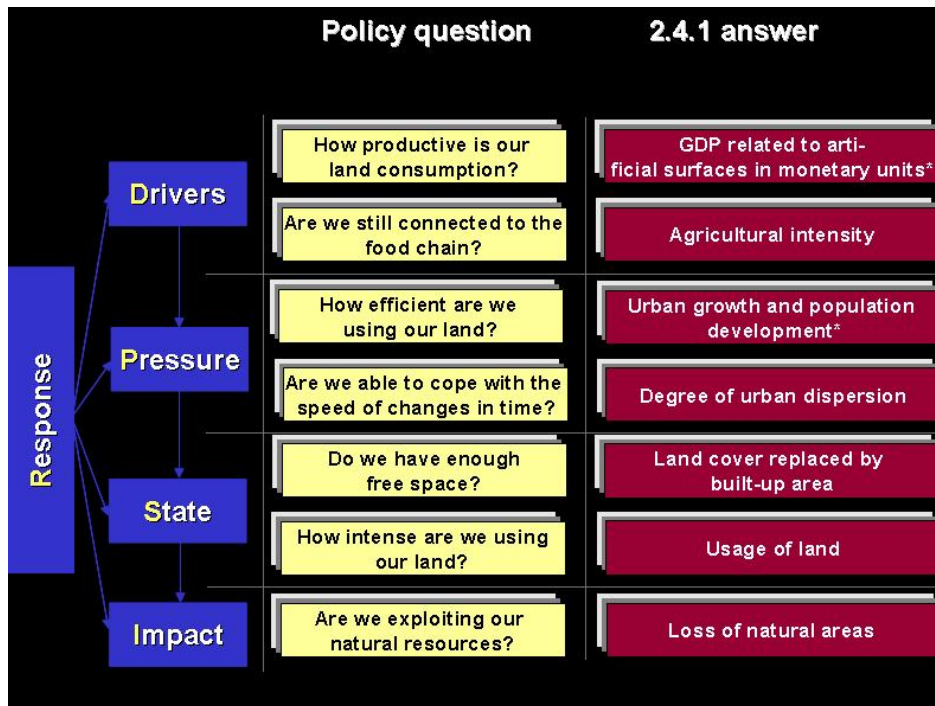 Policy question
2.4.1 answer
How productive is our
land consumption?
GDP related to arti-
ficial surfaces in monetary units*
Drivers
Are we still connected to the
food chain?
Agricultural intensity
How efficient are we
using our land?
Urban growth and population
development*
Pressure
Are we able to cope with the
speed of changes in time?
Degree of urban dispersion
Response
Do we have enough
free space?
Land cover replaced by
built-up area
State
How intense are we using
our land?
Usage of land
Impact
Are we exploiting our
natural resources?
Loss of natural areas